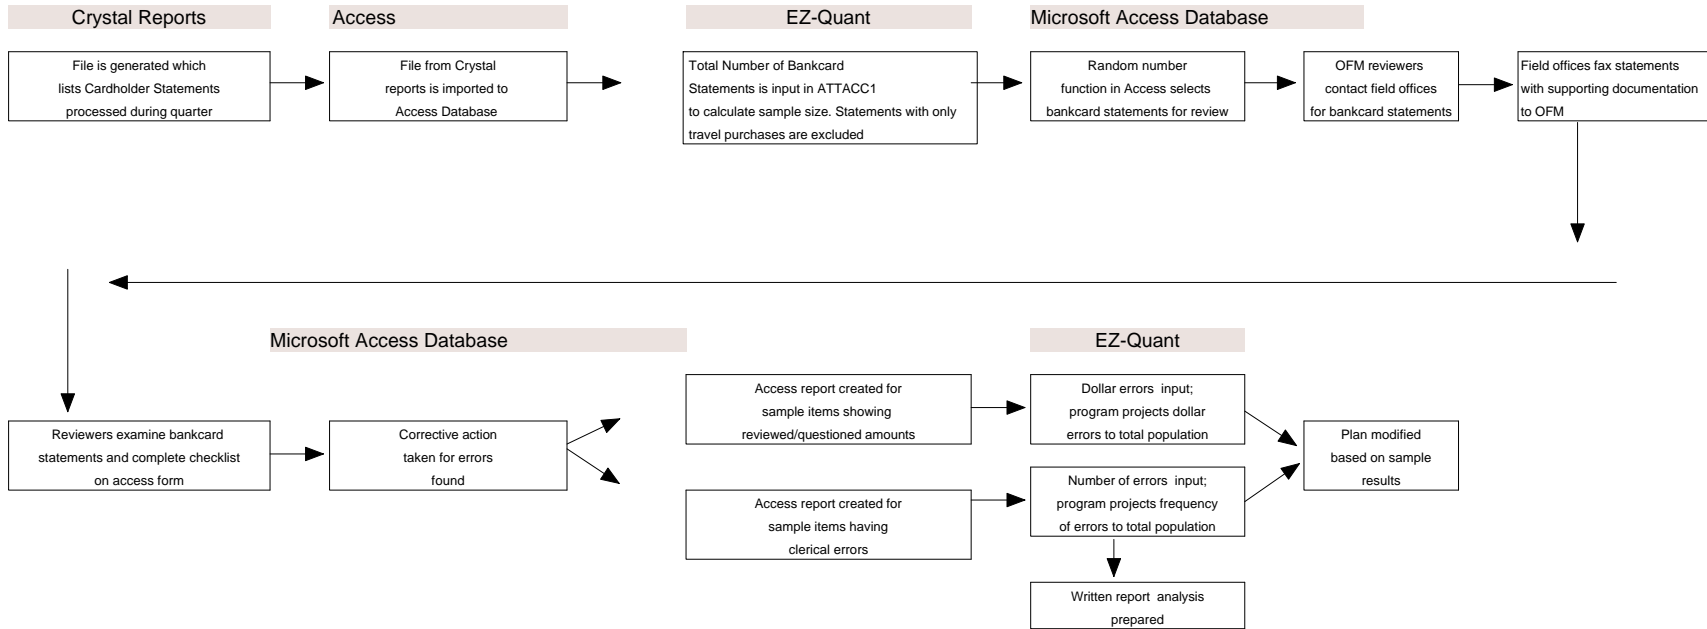 Crystal Reports
Access
EZ-Quant
Microsoft Access Database
File is generated which
lists Cardholder Statements
processed during quarter
File from Crystal
reports is imported to
Access Database
Total Number of Bankcard
Statements is input in ATTACC1
to calculate sample size. Statements with only
travel purchases are excluded
Random number
function in Access selects
bankcard statements for review
OFM reviewers
contact field offices
for bankcard statements
Field offices fax statements
with supporting documentation
to OFM
Microsoft Access Database
EZ-Quant
Reviewers examine bankcard
statements and complete checklist
on access form
Corrective action
taken for errors
found
Access report created for
sample items showing
reviewed/questioned amounts
Dollar errors input;
program projects dollar
errors to total population
Access report created for
sample items having
clerical errors
Number of errors input;
program projects frequency
of errors to total population
Plan modified
based on sample
results
Written report analysis
prepared